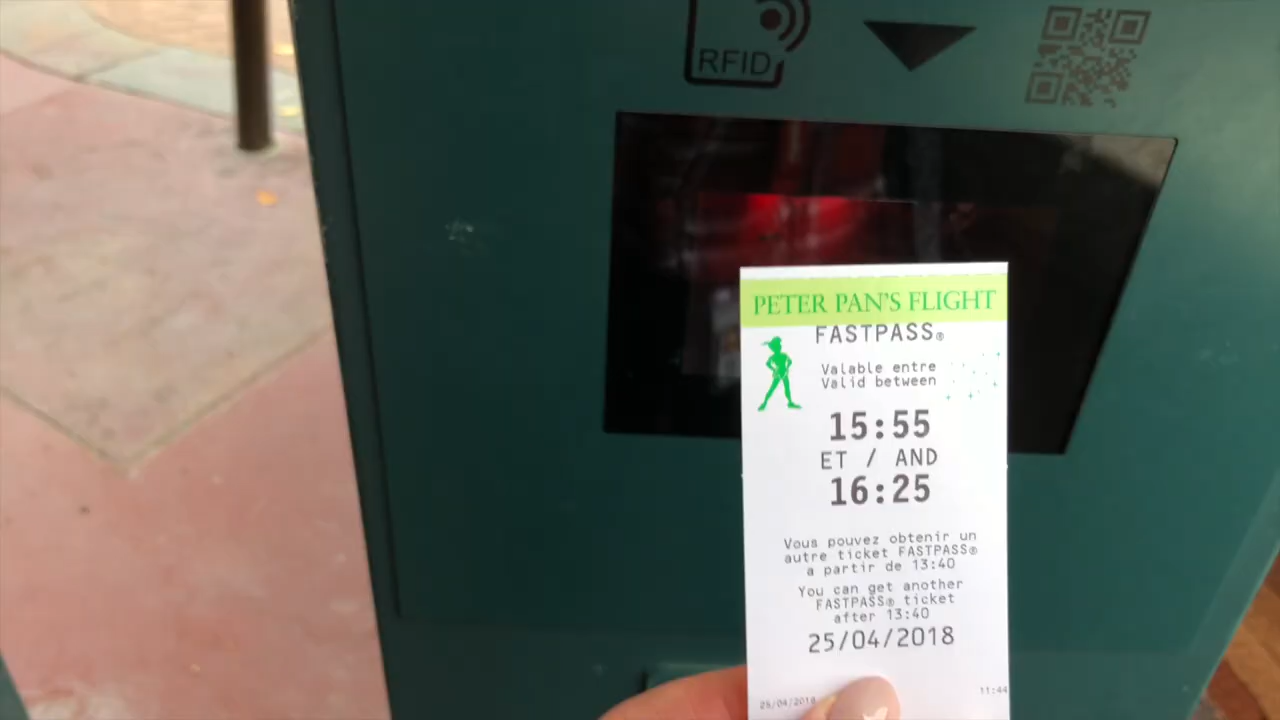 RFID
PETER PAN'S FLIGHT
FASTPASS®
Valable entre
Valid between
15:55
ET / AND
16:25
Vous pouvez obtenir un
autre ticket FASTPASS®
a partir de 13:40
You can get another
FASTPASS® ticket
after 13:40
25/04/2018
25/04/2018 11:44